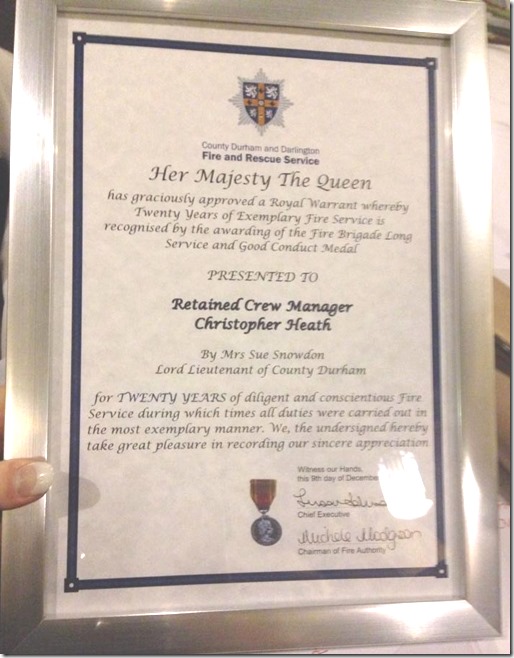 County Durham and Darlington
Fire and Rescue Service
Her Majesty The Queen
has graciously approved a Royal Warrant whereby
Twenty Years of Exemplary Fire Service is
recognised by the awarding of the Fire Brigade Long
Service and Good Conduct Medal
PRESENTED TO
Retained Crew Manager
Christopher Heath
By Mrs Sue Snowdon
Lord Lieutenant of County Durham
for TWENTY YEARS of diligent and conscientious Fire
Service during which times all duties were carried out in
the most exemplary manner. We, the undersigned hereby
take great pleasure in recording our sincere appreciation
Witness our Hands,
this 9th day of December
Chief Executive
Michele Hodgson
Chairman of Fire Authority